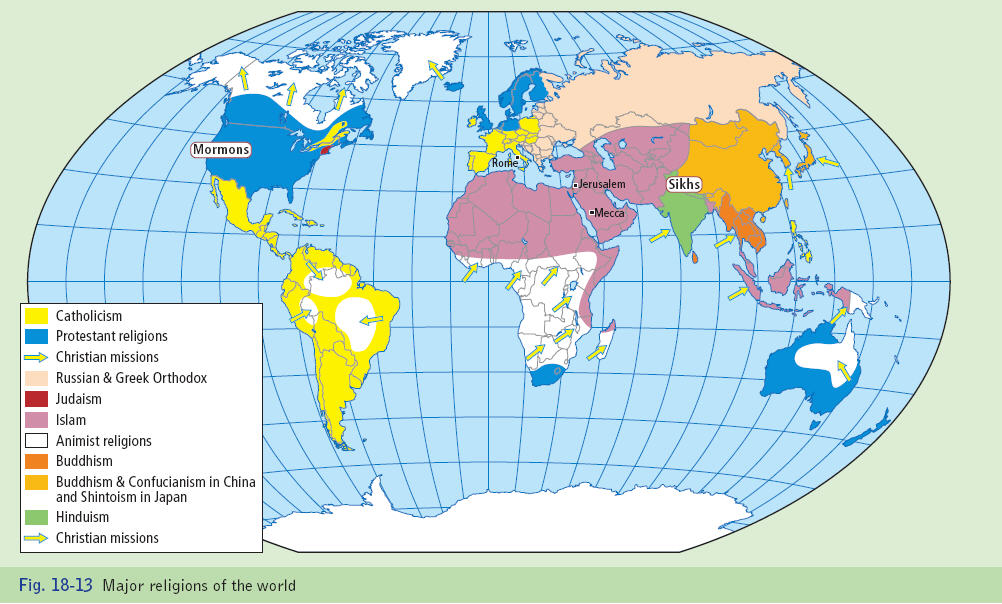 Mormons
Rome
Jerusalem
Sikhs
Mecca
Catholicism
Protestant religions
Christian missions
Russian & Greek Orthodox
Judaism
Islam
Animist religions
Buddhism
Buddhism & Confucianism in China
and Shintoism in Japan
Hinduism
Christian missions
Fig. 18-13 Major religions of the world